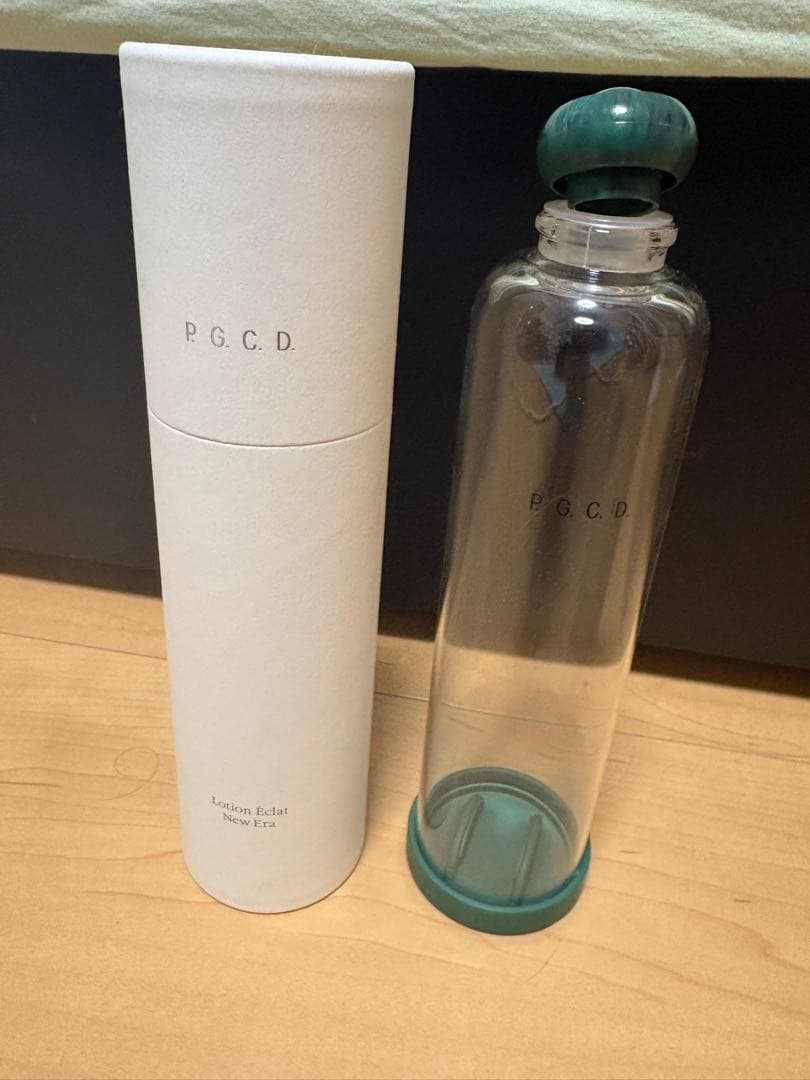 P. G. C. D.
Lotion Éclat
New Era
P. G. C. D.